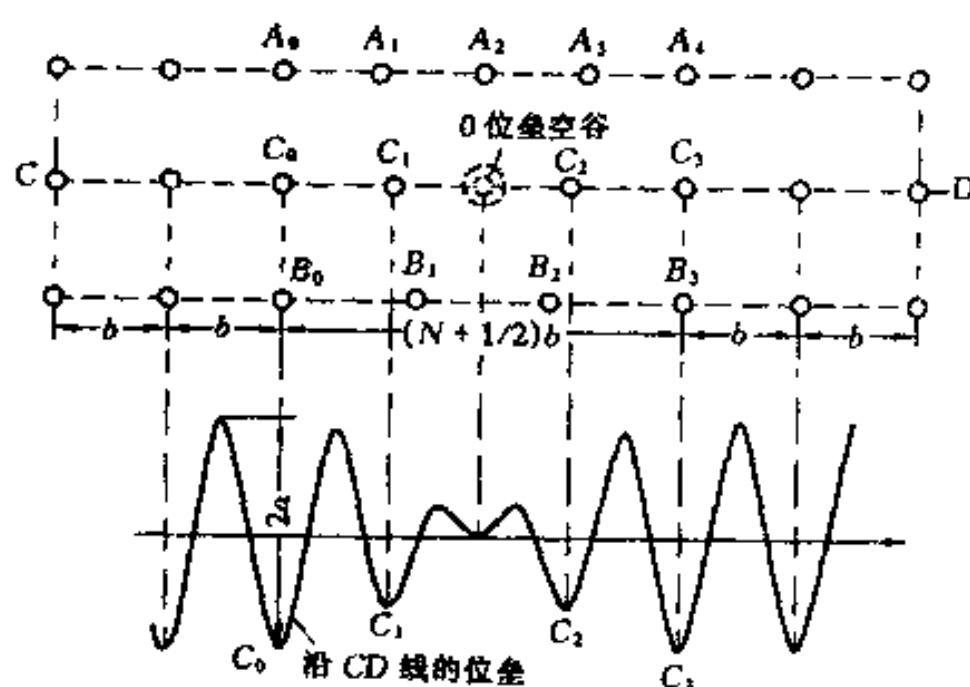 A₀ A₁ A₂ A₃ A₄
0 位垒空谷
C C₀ C₁ C₂ C₃ D
B₀ B₁ B₂ B₃
b b (N + 1/2)b b b
2α
C₀ C₁ C₂ C₃
沿 CD 线的位垒